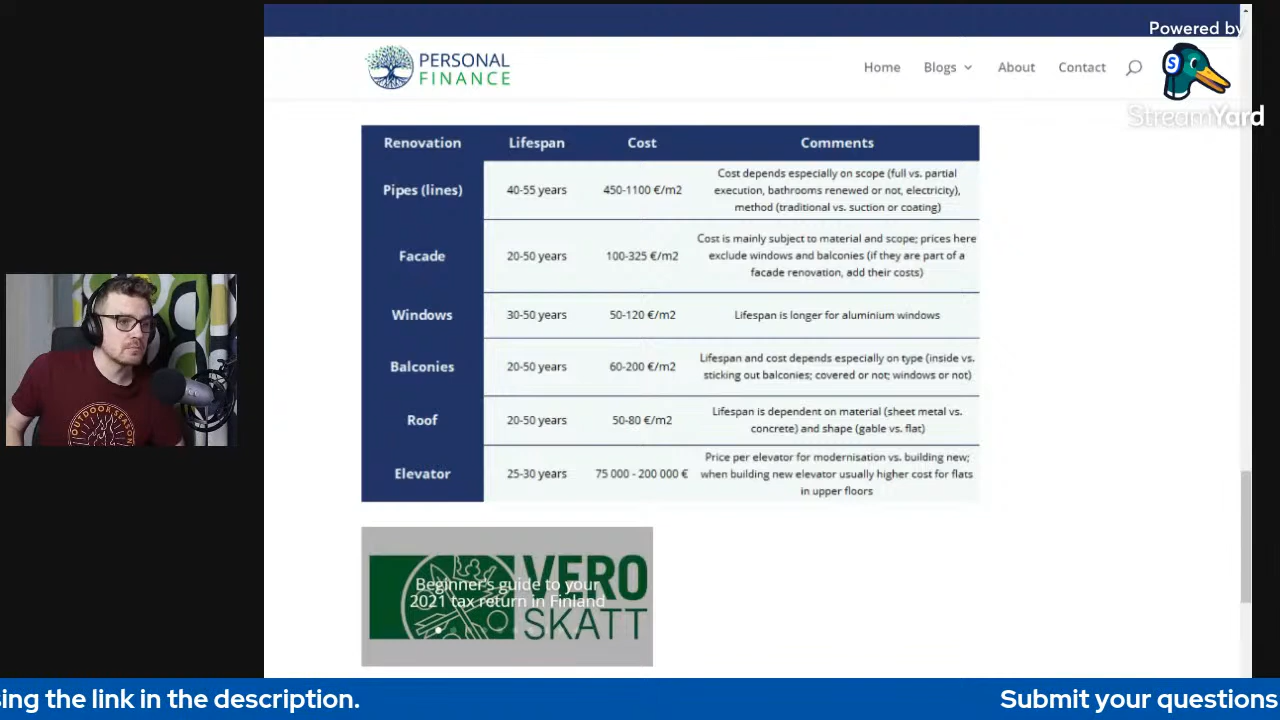 Powered by
StreamYard
PERSONAL
FINANCE
Home Blogs About Contact
Renovation Lifespan Cost Comments
Pipes (lines) 40-55 years 450-1100 €/m2
Cost depends especially on scope (full vs. partial
execution, bathrooms renewed or not, electricity),
method (traditional vs. suction or coating)
Facade 20-50 years 100-325 €/m2
Cost is mainly subject to material and scope; prices here
exclude windows and balconies (if they are part of a
facade renovation, add their costs)
Windows 30-50 years 50-120 €/m2 Lifespan is longer for aluminium windows
Balconies 20-50 years 60-200 €/m2
Lifespan and cost depends especially on type (inside vs.
sticking out balconies; covered or not; windows or not)
Roof 20-50 years 50-80 €/m2
Lifespan is dependent on material (sheet metal vs.
concrete) and shape (gable vs. flat)
Elevator 25-30 years 75 000 - 200 000 €
Price per elevator for modernisation vs. building new;
when building new elevator usually higher cost for flats
in upper floors
VERO
SKATT
Beginner's guide to your
2021 tax return in Finland
OUTDOOR SEASON
sing the link in the description. Submit your questions